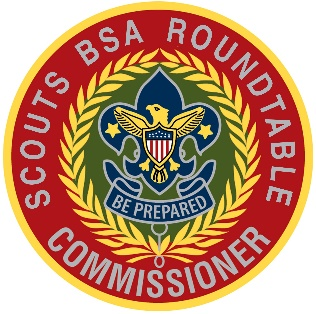 SCOUTS BSA ROUNDTABLE
BE PREPARED
COMMISSIONER